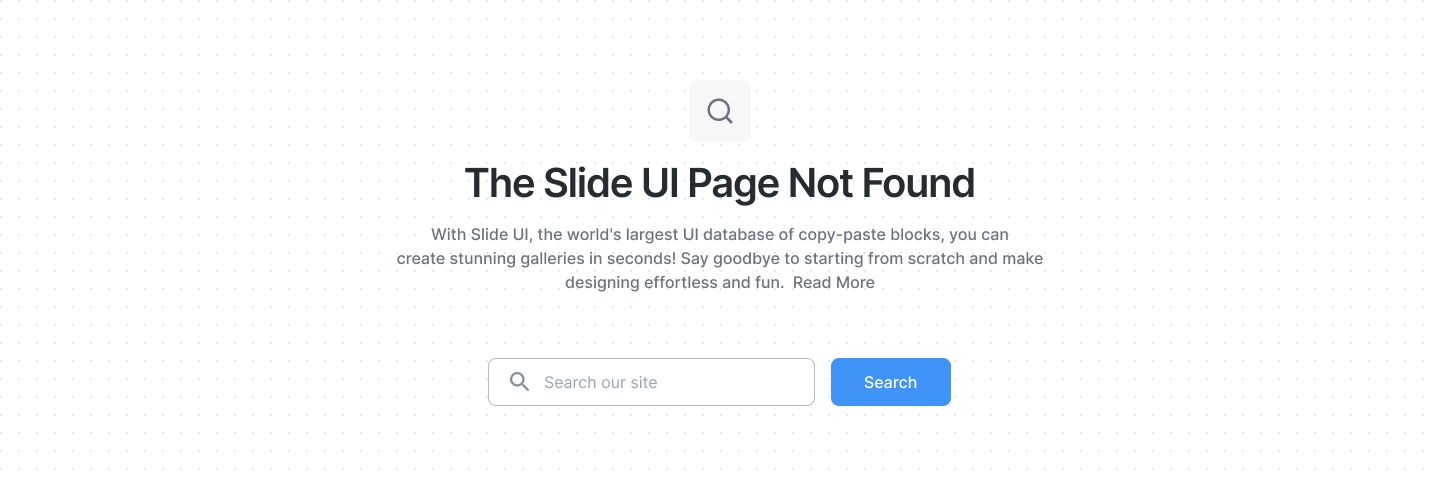 The Slide UI Page Not Found
With Slide UI, the world's largest UI database of copy-paste blocks, you can
create stunning galleries in seconds! Say goodbye to starting from scratch and make
designing effortless and fun.  Read More
Search our site
Search